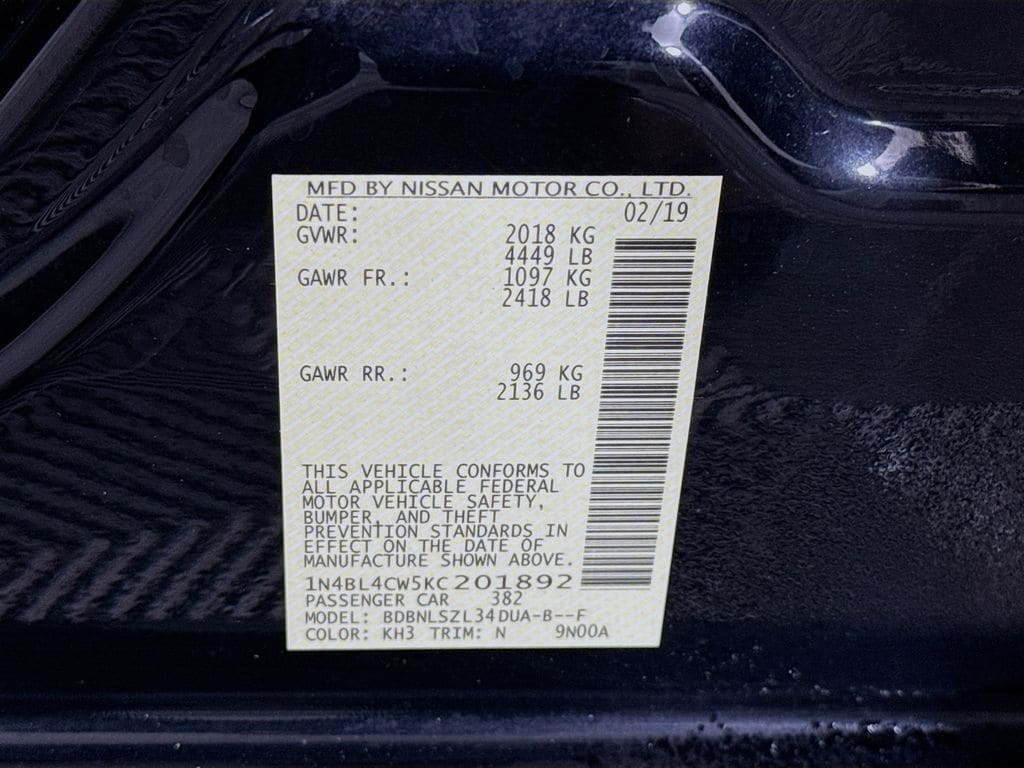 MFD BY NISSAN MOTOR CO., LTD.
DATE: 02/19
GVWR: 2018 KG
4449 LB
GAWR FR.: 1097 KG
2418 LB
GAWR RR.: 969 KG
2136 LB
THIS VEHICLE CONFORMS TO
ALL APPLICABLE FEDERAL
MOTOR VEHICLE SAFETY,
BUMPER, AND THEFT
PREVENTION STANDARDS IN
EFFECT ON THE DATE OF
MANUFACTURE SHOWN ABOVE.
1N4BL4CW5KC201892
PASSENGER CAR 382
MODEL: BDBNLSZL34DUA-B--F
COLOR: KH3 TRIM: N 9N00A